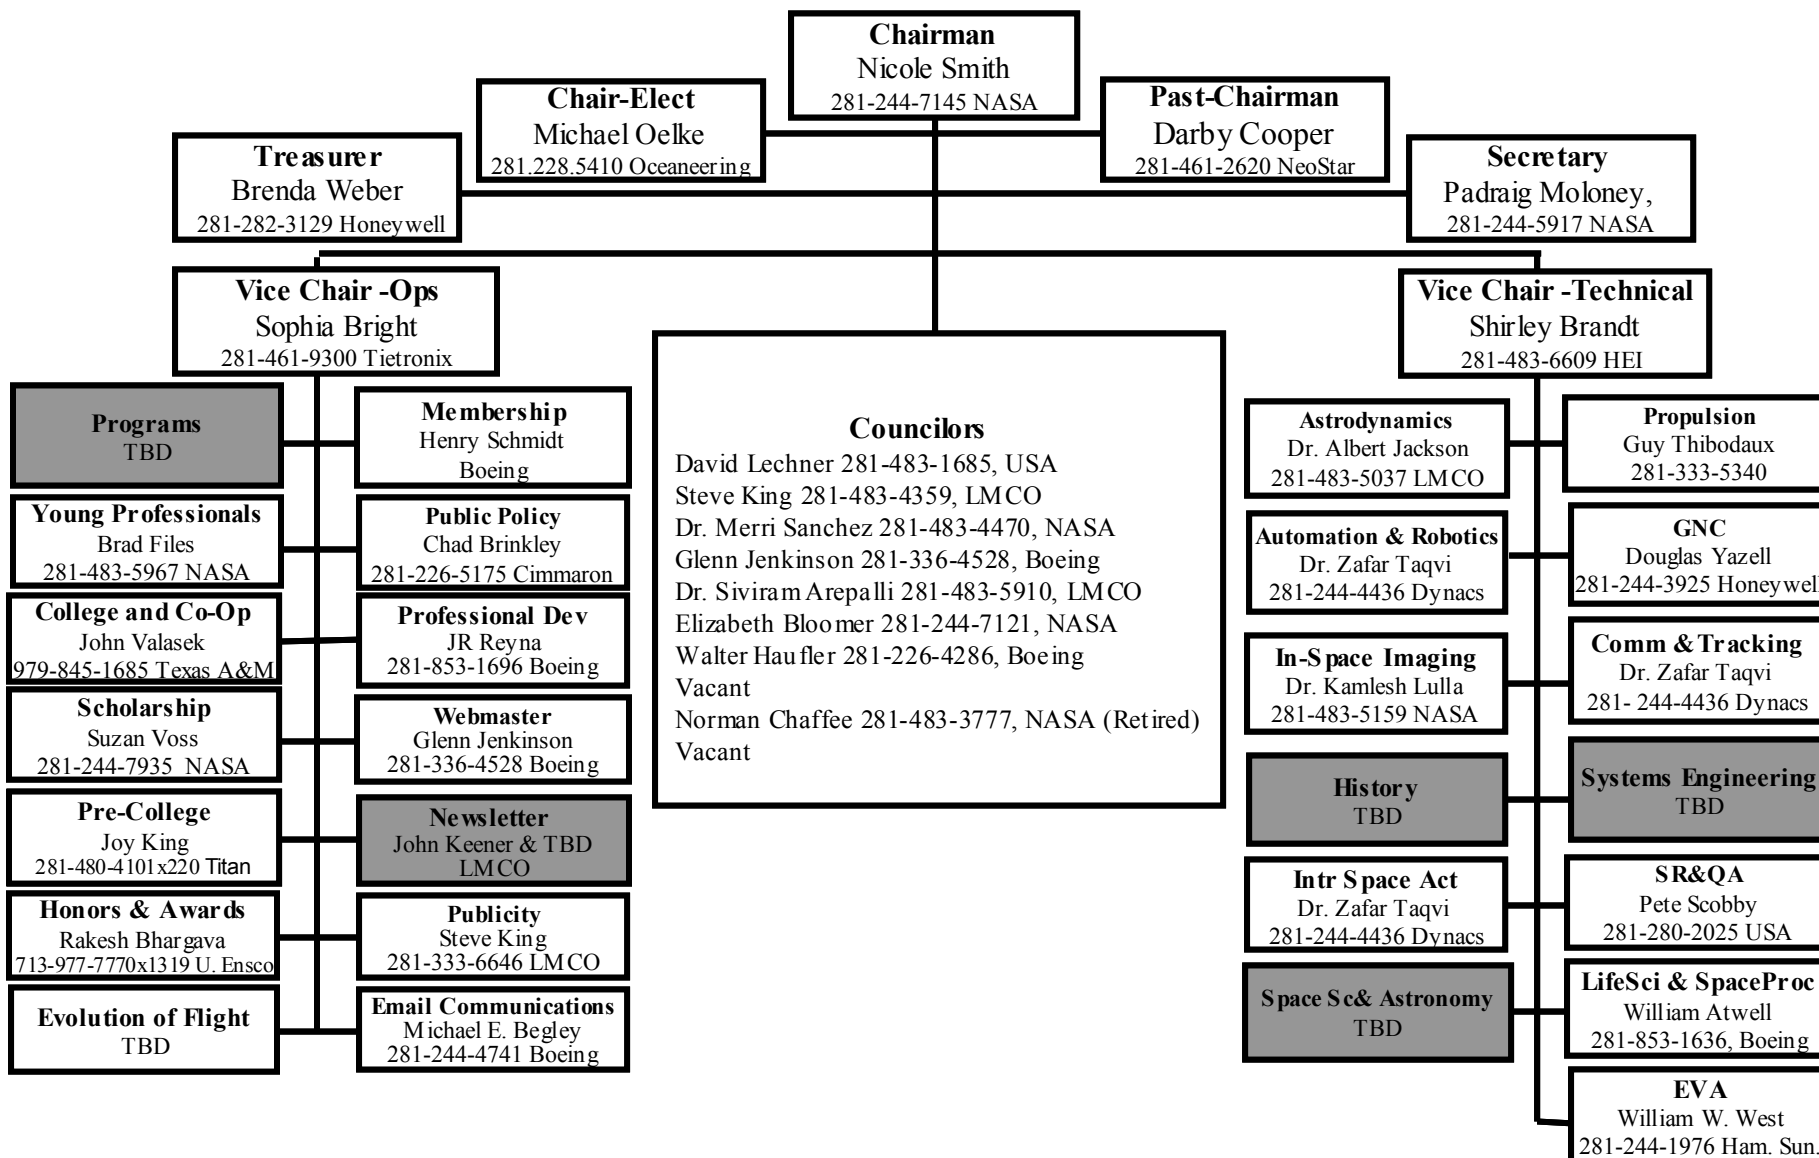 Chairman
Nicole Smith
281-244-7145 NASA
Chair-Elect
Michael Oelke
281.228.5410 Oceaneering
Past-Chairman
Darby Cooper
281-461-2620 NeoStar
Treasurer
Brenda Weber
281-282-3129 Honeywell
Secretary
Padraig Moloney,
281-244-5917 NASA
Vice Chair -Ops
Sophia Bright
281-461-9300 Tietronix
Vice Chair -Technical
Shirley Brandt
281-483-6609 HEI
Programs
TBD
Membership
Henry Schmidt
Boeing
Young Professionals
Brad Files
281-483-5967 NASA
Public Policy
Chad Brinkley
281-226-5175 Cimmaron
College and Co-Op
John Valasek
979-845-1685 Texas A&M
Professional Dev
JR Reyna
281-853-1696 Boeing
Scholarship
Suzan Voss
281-244-7935 NASA
Webmaster
Glenn Jenkinson
281-336-4528 Boeing
Pre-College
Joy King
281-480-4101x220 Titan
Newsletter
John Keener & TBD
LMCO
Honors & Awards
Rakesh Bhargava
713-977-7770x1319 U. Ensco
Publicity
Steve King
281-333-6646 LMCO
Evolution of Flight
TBD
Email Communications
Michael E. Begley
281-244-4741 Boeing
Councilors
David Lechner 281-483-1685, USA
Steve King 281-483-4359, LMCO
Dr. Merri Sanchez 281-483-4470, NASA
Glenn Jenkinson 281-336-4528, Boeing
Dr. Siviram Arepalli 281-483-5910, LMCO
Elizabeth Bloomer 281-244-7121, NASA
Walter Haufler 281-226-4286, Boeing
Vacant
Norman Chaffee 281-483-3777, NASA (Retired)
Vacant
Astrodynamics
Dr. Albert Jackson
281-483-5037 LMCO
Propulsion
Guy Thibodaux
281-333-5340
Automation & Robotics
Dr. Zafar Taqvi
281-244-4436 Dynacs
GNC
Douglas Yazell
281-244-3925 Honeywell
In-Space Imaging
Dr. Kamlesh Lulla
281-483-5159 NASA
Comm & Tracking
Dr. Zafar Taqvi
281- 244-4436 Dynacs
History
TBD
Systems Engineering
TBD
Intr Space Act
Dr. Zafar Taqvi
281-244-4436 Dynacs
SR&QA
Pete Scobby
281-280-2025 USA
Space Sc& Astronomy
TBD
LifeSci & SpaceProc
William Atwell
281-853-1636, Boeing
EVA
William W. West
281-244-1976 Ham. Sun.